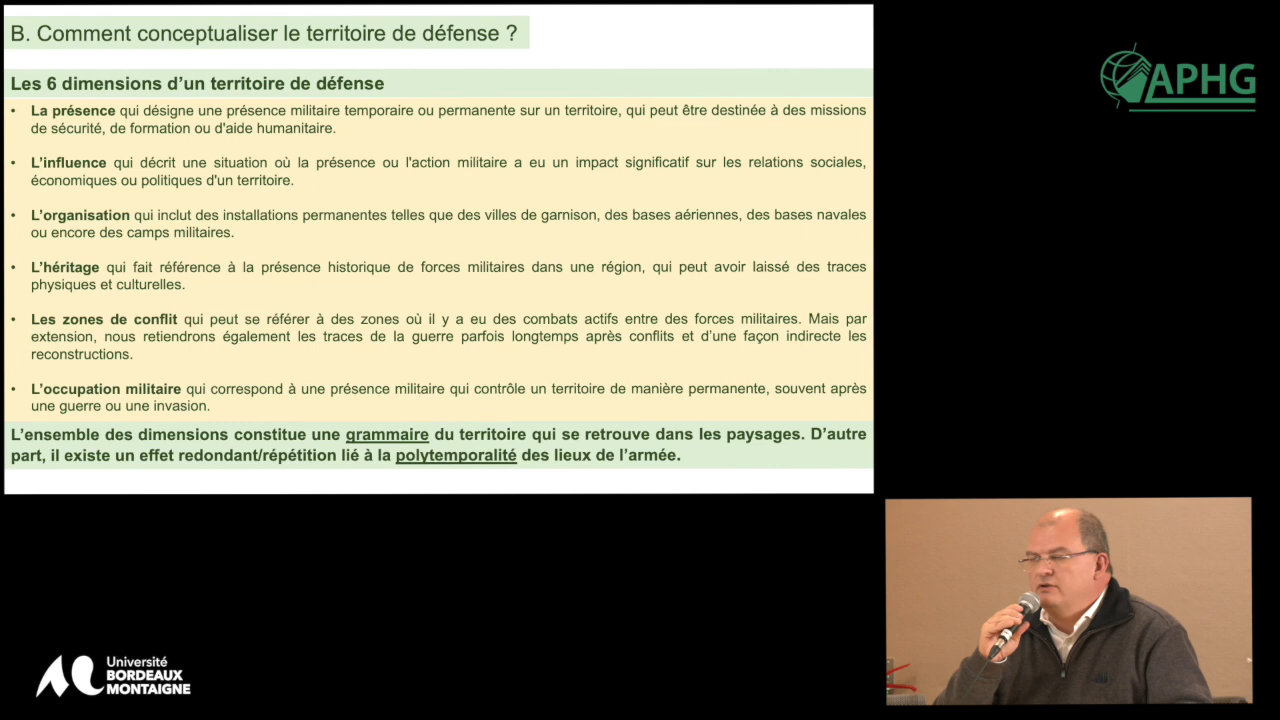 B. Comment conceptualiser le territoire de défense ?
Les 6 dimensions d’un territoire de défense
• La présence qui désigne une présence militaire temporaire ou permanente sur un territoire, qui peut être destinée à des missions
de sécurité, de formation ou d'aide humanitaire.
• L’influence qui décrit une situation où la présence ou l'action militaire a eu un impact significatif sur les relations sociales,
économiques ou politiques d'un territoire.
• L’organisation qui inclut des installations permanentes telles que des villes de garnison, des bases aériennes, des bases navales
ou encore des camps militaires.
• L’héritage qui fait référence à la présence historique de forces militaires dans une région, qui peut avoir laissé des traces
physiques et culturelles.
• Les zones de conflit qui peut se référer à des zones où il y a eu des combats actifs entre des forces militaires. Mais par
extension, nous retiendrons également les traces de la guerre parfois longtemps après conflits et d’une façon indirecte les
reconstructions.
• L’occupation militaire qui correspond à une présence militaire qui contrôle un territoire de manière permanente, souvent après
une guerre ou une invasion.
L’ensemble des dimensions constitue une grammaire du territoire qui se retrouve dans les paysages. D’autre
part, il existe un effet redondant/répétition lié à la polytemporalité des lieux de l’armée.
APHG
Université
BORDEAUX
MONTAIGNE